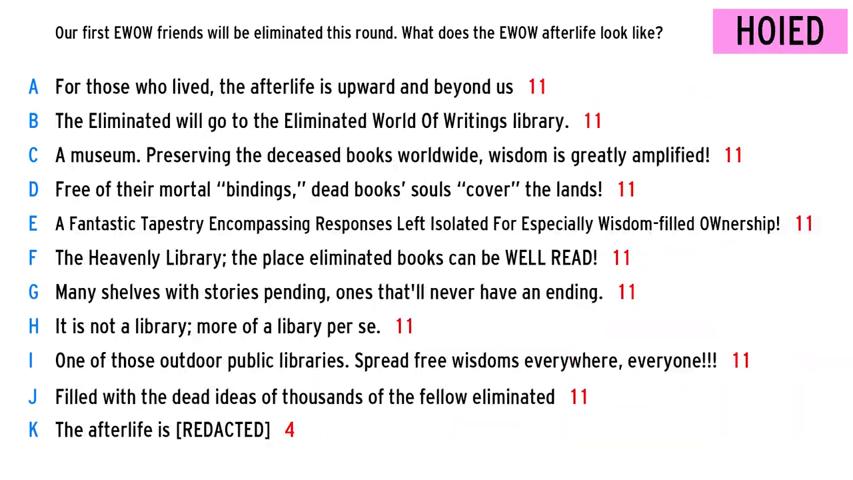 Our first EWOW friends will be eliminated this round. What does the EWOW afterlife look like?
HOIED
A For those who lived, the afterlife is upward and beyond us 11
B The Eliminated will go to the Eliminated World Of Writings library. 11
C A museum. Preserving the deceased books worldwide, wisdom is greatly amplified! 11
D Free of their mortal “bindings,” dead books’ souls “cover” the lands! 11
E A Fantastic Tapestry Encompassing Responses Left Isolated For Especially Wisdom-filled OWnership! 11
F The Heavenly Library; the place eliminated books can be WELL READ! 11
G Many shelves with stories pending, ones that'll never have an ending. 11
H It is not a library; more of a libary per se. 11
I One of those outdoor public libraries. Spread free wisdoms everywhere, everyone!!! 11
J Filled with the dead ideas of thousands of the fellow eliminated 11
K The afterlife is [REDACTED] 4